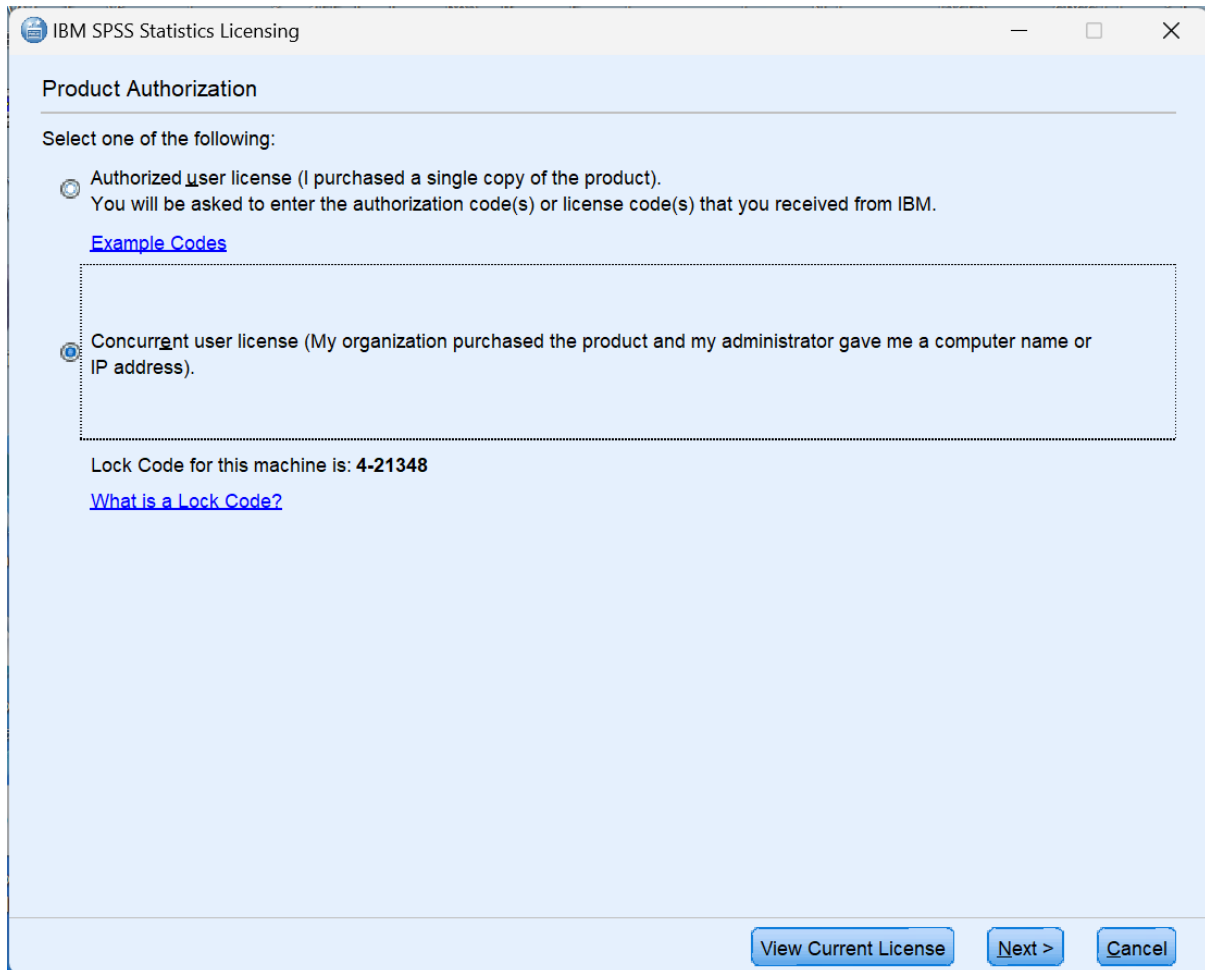 IBM SPSS Statistics Licensing
Product Authorization
Select one of the following:
Authorized user license (I purchased a single copy of the product).
You will be asked to enter the authorization code(s) or license code(s) that you received from IBM.
Example Codes
Concurrent user license (My organization purchased the product and my administrator gave me a computer name or
IP address).
Lock Code for this machine is: 4-21348
What is a Lock Code?
View Current License
Next >
Cancel